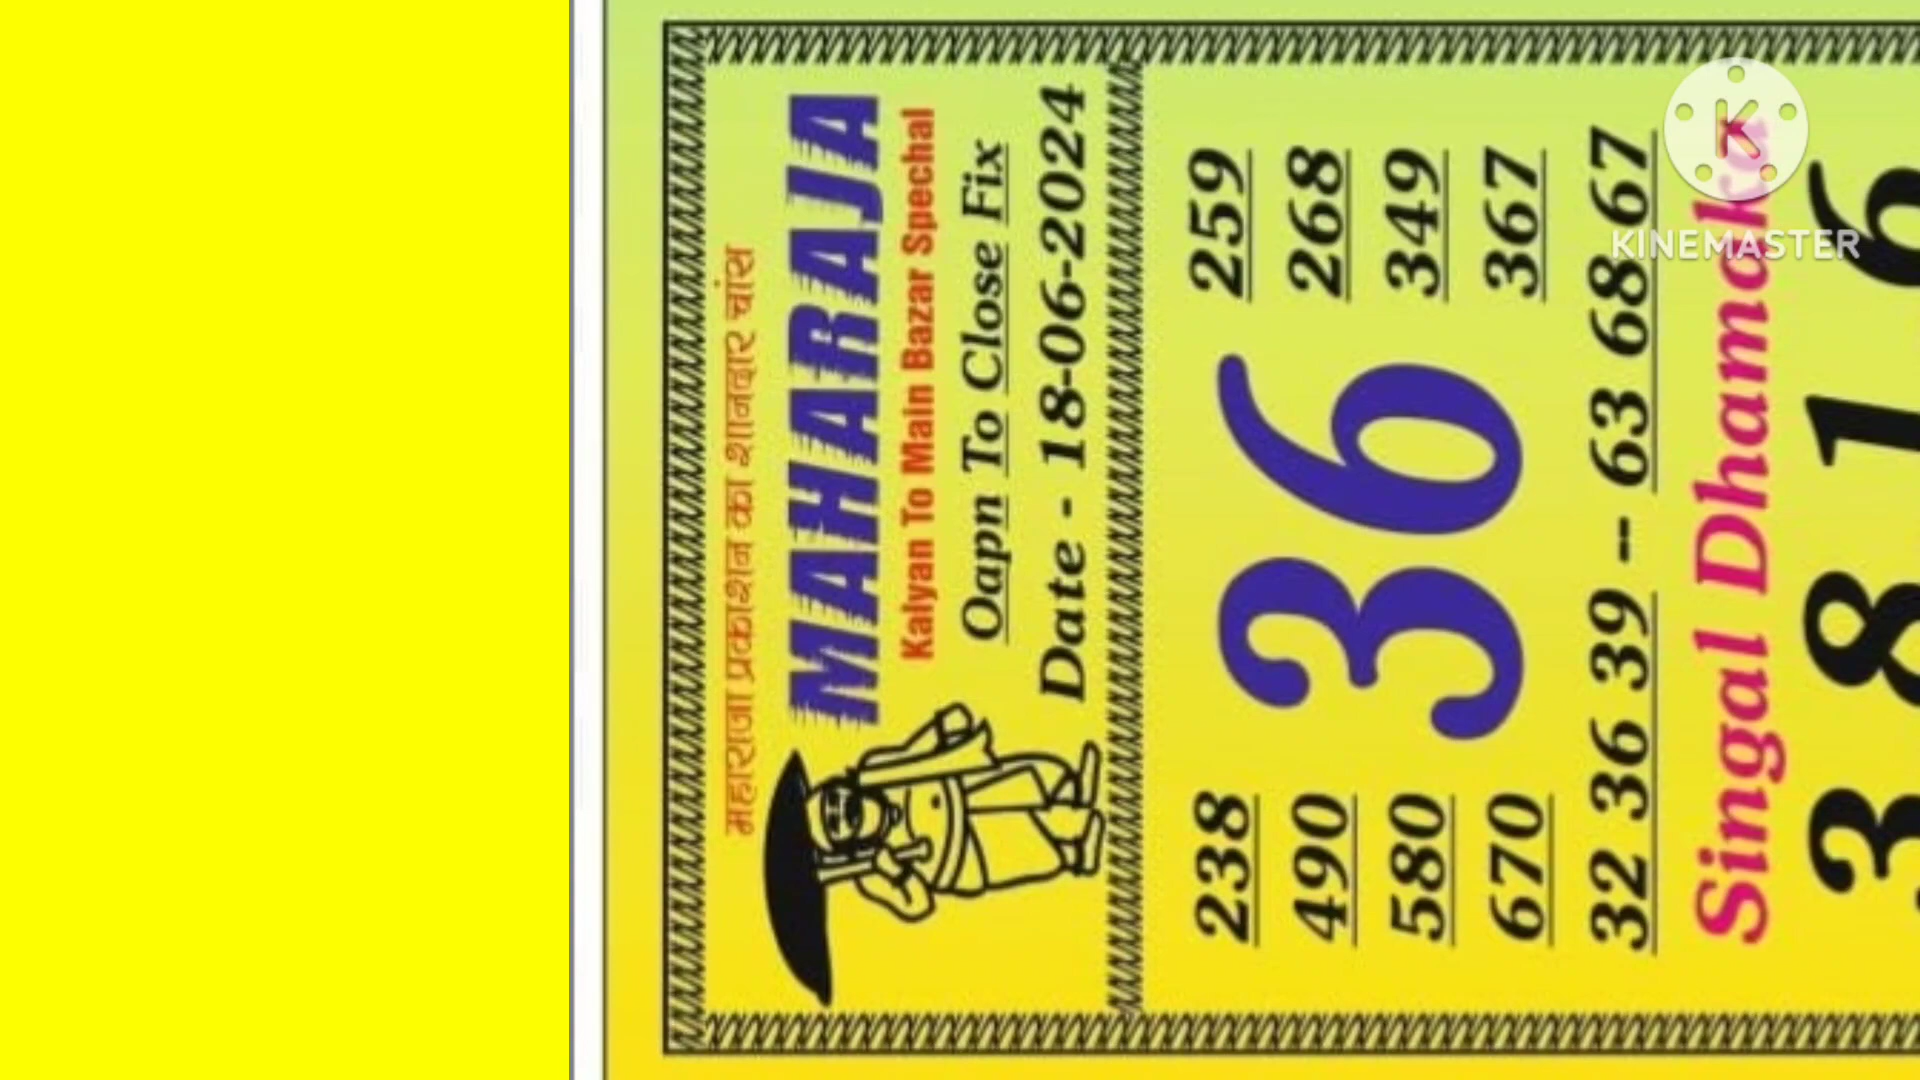 महाराजा प्रकाशन का शानदार चांस
MAHARAJA
Kalyan To Main Bazar Spechal
Oapn To Close Fix
Date - 18-06-2024
238 259
490 268
36
580 349
670 367
32 36 39 -- 63 68 67
Singal Dhamaka
3 8 1 6
KINEMASTER